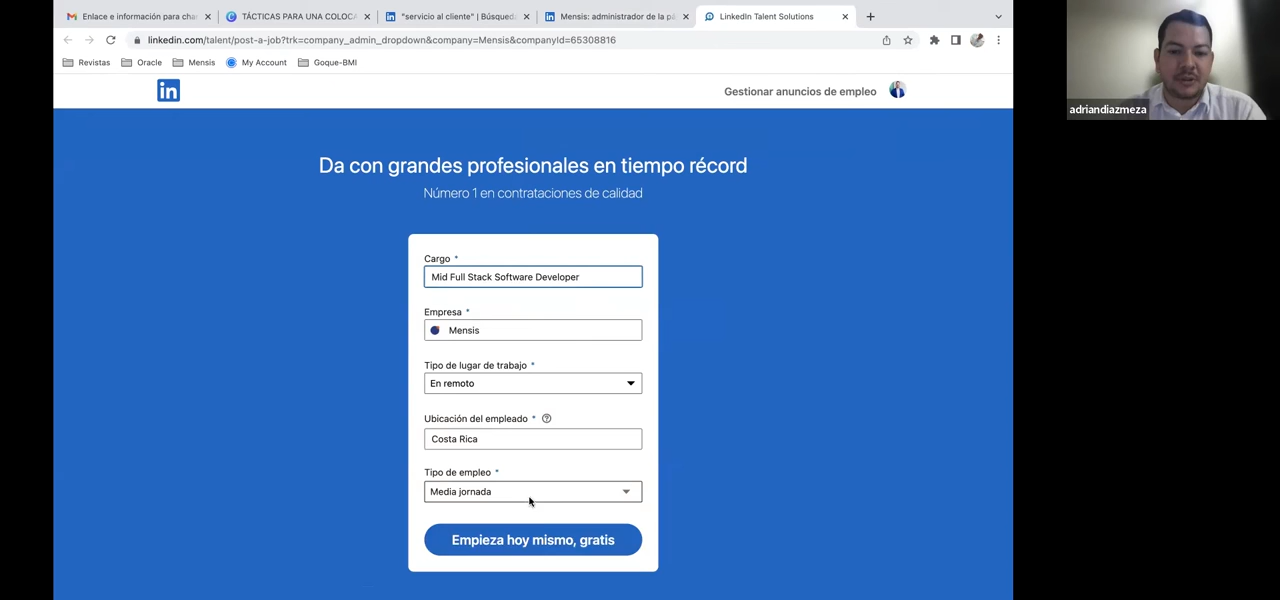 Enlace e información para cha
TÁCTICAS PARA UNA COLOCA
"servicio al cliente" | Búsqued
Mensis: administrador de la pá
LinkedIn Talent Solutions
linkedin.com/talent/post-a-job?trk=company_admin_dropdown&company=Mensis&companyId=65308816
Revistas
Oracle
Mensis
My Account
Goque-BMI
in
Gestionar anuncios de empleo
adriandiazmeza
Da con grandes profesionales en tiempo récord
Número 1 en contrataciones de calidad
Cargo *
Mid Full Stack Software Developer
Empresa *
Mensis
Tipo de lugar de trabajo *
En remoto
Ubicación del empleado *
Costa Rica
Tipo de empleo *
Media jornada
Empieza hoy mismo, gratis